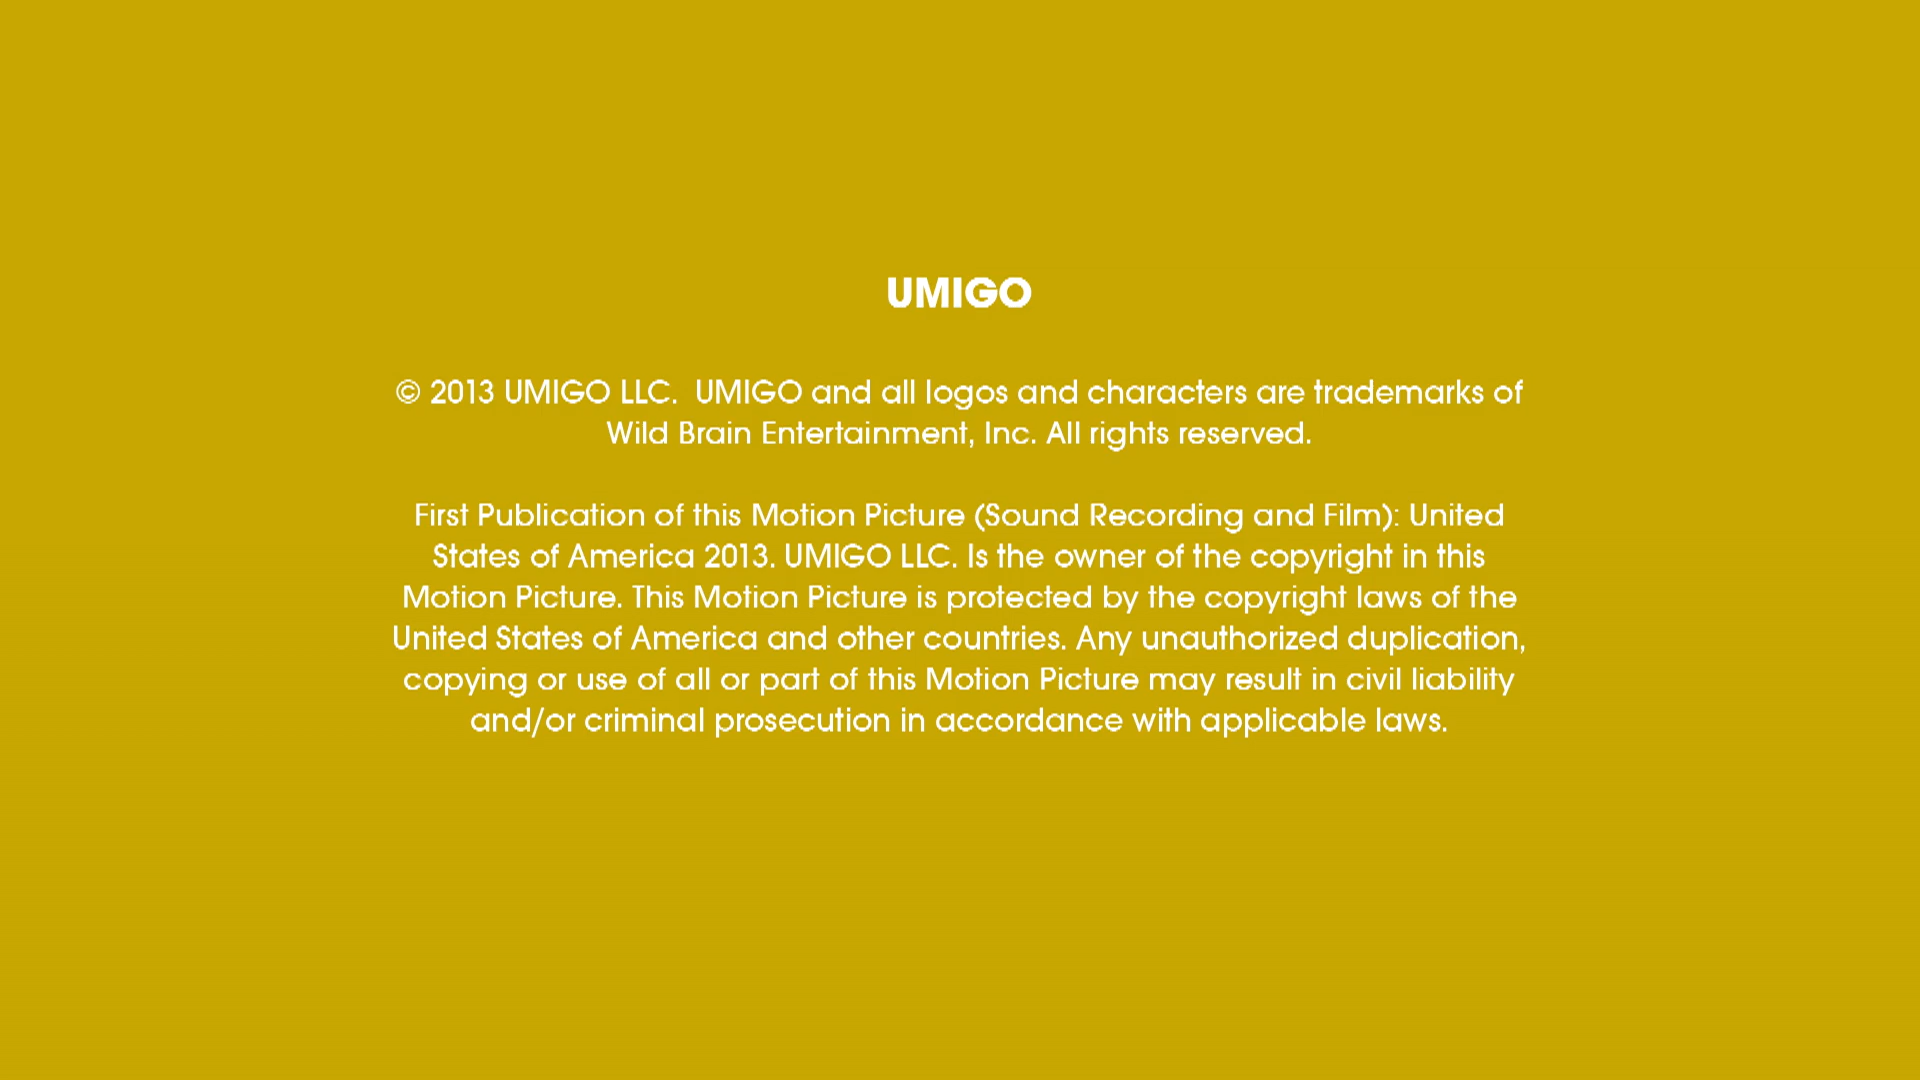 UMIGO
© 2013 UMIGO LLC.  UMIGO and all logos and characters are trademarks of
Wild Brain Entertainment, Inc. All rights reserved.
First Publication of this Motion Picture (Sound Recording and Film): United
States of America 2013. UMIGO LLC. Is the owner of the copyright in this
Motion Picture. This Motion Picture is protected by the copyright laws of the
United States of America and other countries. Any unauthorized duplication,
copying or use of all or part of this Motion Picture may result in civil liability
and/or criminal prosecution in accordance with applicable laws.